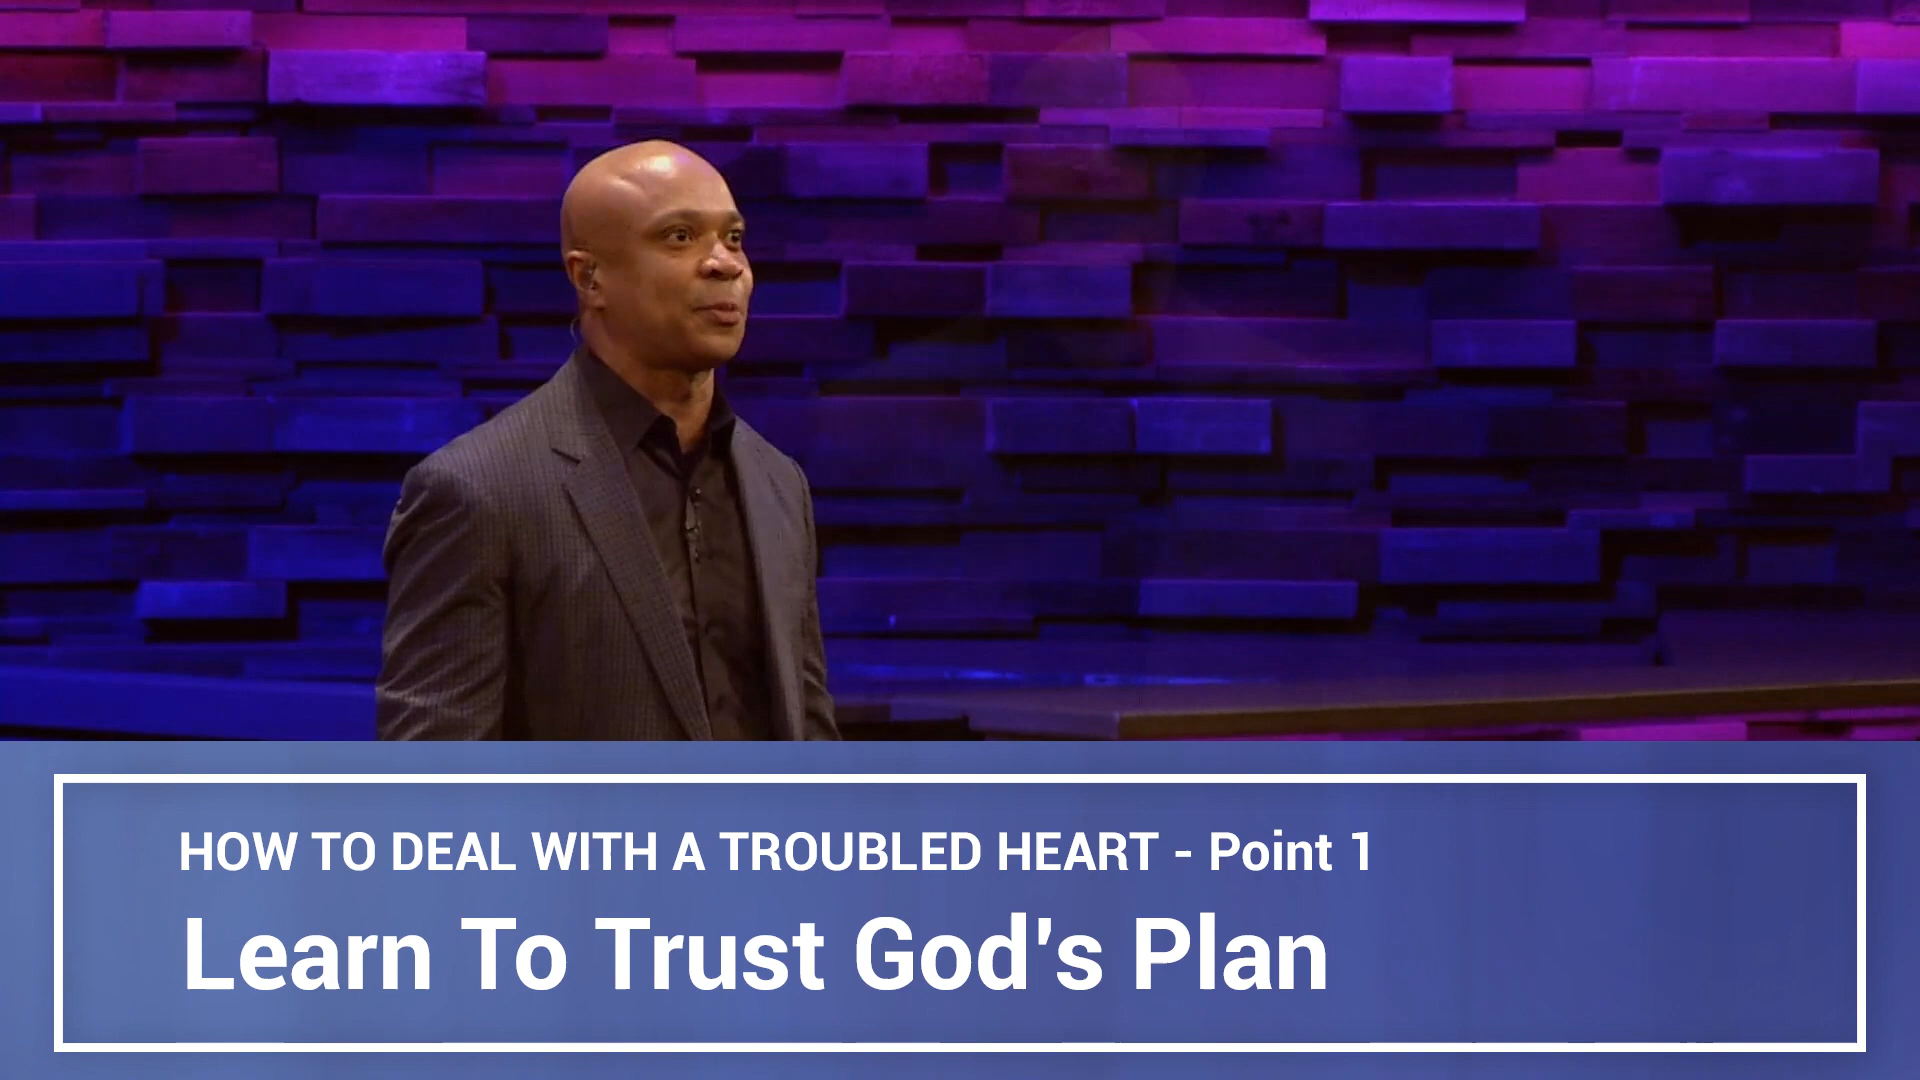 HOW TO DEAL WITH A TROUBLED HEART - Point 1
Learn To Trust God's Plan